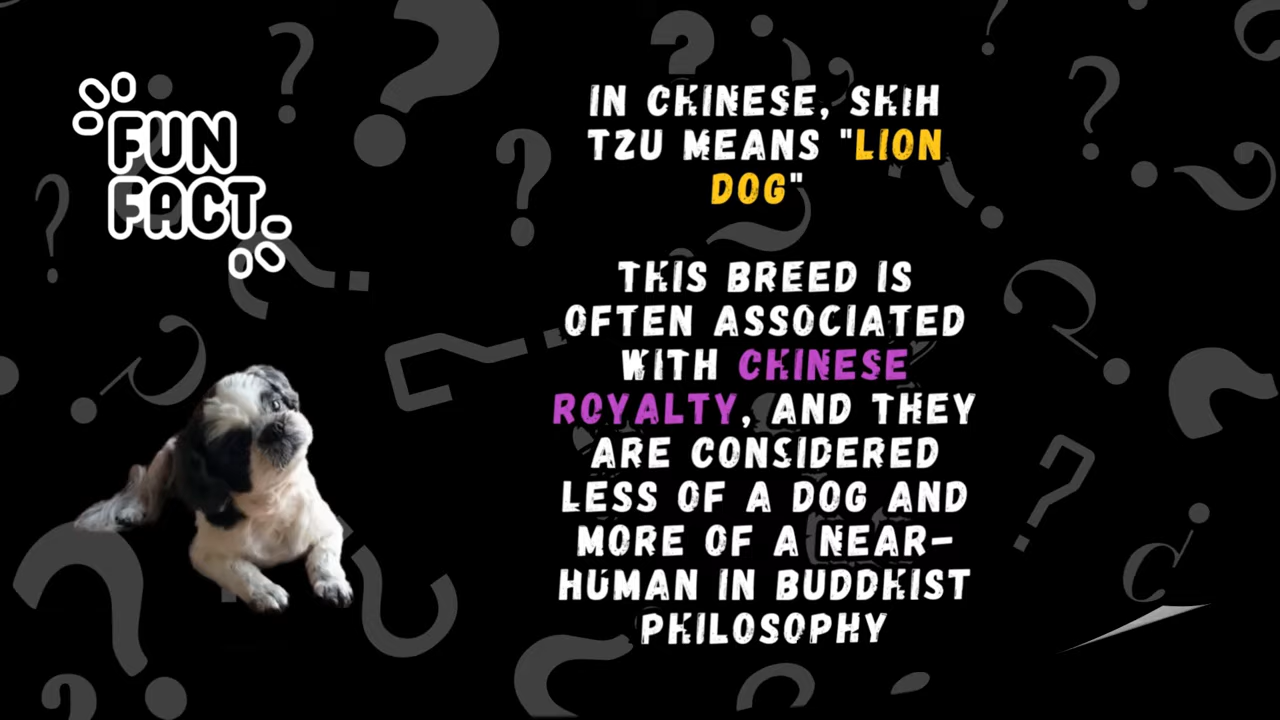 FUN
FACT
IN CHINESE, SHIH
TZU MEANS "LION
DOG"
THIS BREED IS
OFTEN ASSOCIATED
WITH CHINESE
ROYALTY, AND THEY
ARE CONSIDERED
LESS OF A DOG AND
MORE OF A NEAR-
HUMAN IN BUDDHIST
PHILOSOPHY